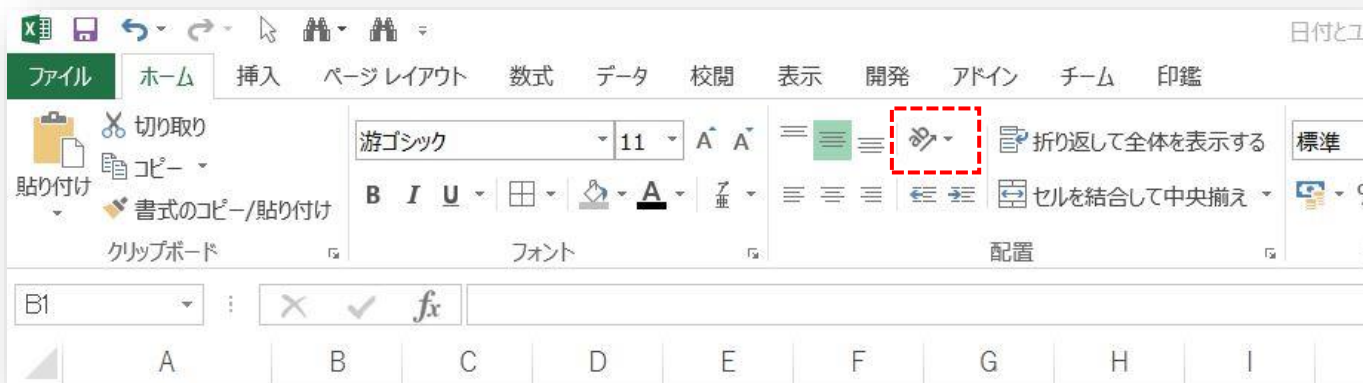 日付とユ
ファイル ホーム 挿入 ページ レイアウト 数式 データ 校閲 表示 開発 アドイン チーム 印鑑
切り取り
コピー
貼り付け
書式のコピー/貼り付け
クリップボード
游ゴシック 11 A A
B I U A
フォント
折り返して全体を表示する
セルを結合して中央揃え
配置
標準
B1 fx
A B C D E F G H I